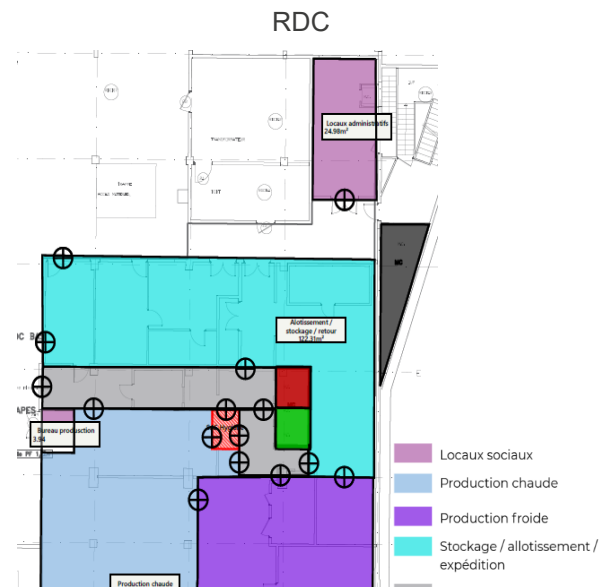 RDC
Locaux administratifs
24.98m²
Alotissement /
stockage / retour
122.31m²
Bureau production
3.94
Production chaude
Locaux sociaux
Production chaude
Production froide
Stockage / allotissement /
expédition